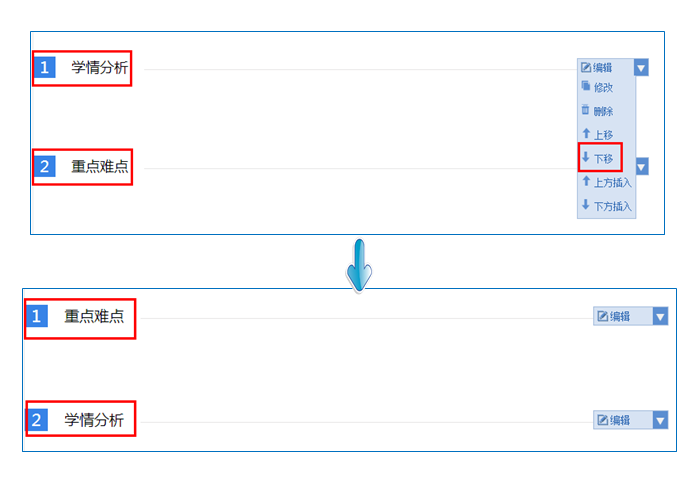 1 学情分析 编辑
修改
删除
上移
2 重点难点 下移
上方插入
下方插入
1 重点难点 编辑
2 学情分析 编辑